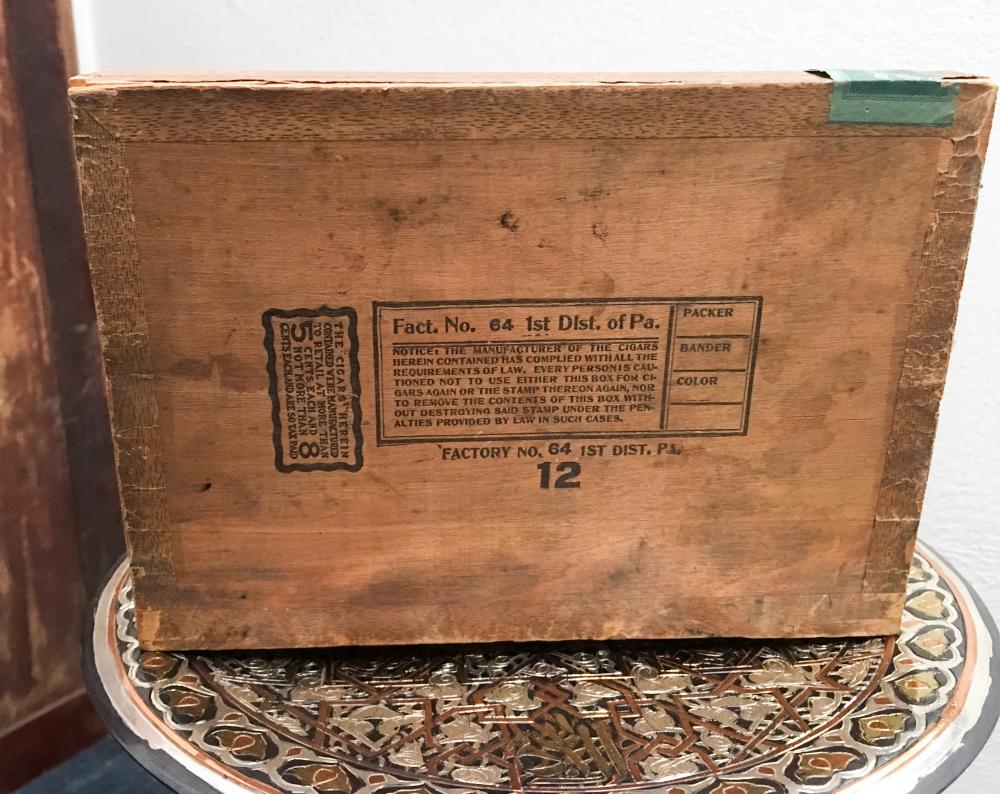 THE CIGARS HEREIN
CONTAINED WERE MANUFACTURED
TO RETAIL AT MORE THAN
5 CENTS EACH AND
NOT MORE THAN 8
CENTS EACH, AND ARE SO TAX PAID
Fact. No. 64 1st Dist. of Pa.
NOTICE: THE MANUFACTURER OF THE CIGARS
HEREIN CONTAINED HAS COMPLIED WITH ALL THE
REQUIREMENTS OF LAW. EVERY PERSON IS CAU-
TIONED NOT TO USE EITHER THIS BOX FOR CI-
GARS AGAIN OR THE STAMP THEREON AGAIN, NOR
TO REMOVE THE CONTENTS OF THIS BOX WITH-
OUT DESTROYING SAID STAMP UNDER THE PEN-
ALTIES PROVIDED BY LAW IN SUCH CASES.
PACKER
BANDER
COLOR
FACTORY NO. 64 1ST DIST. PA.
12